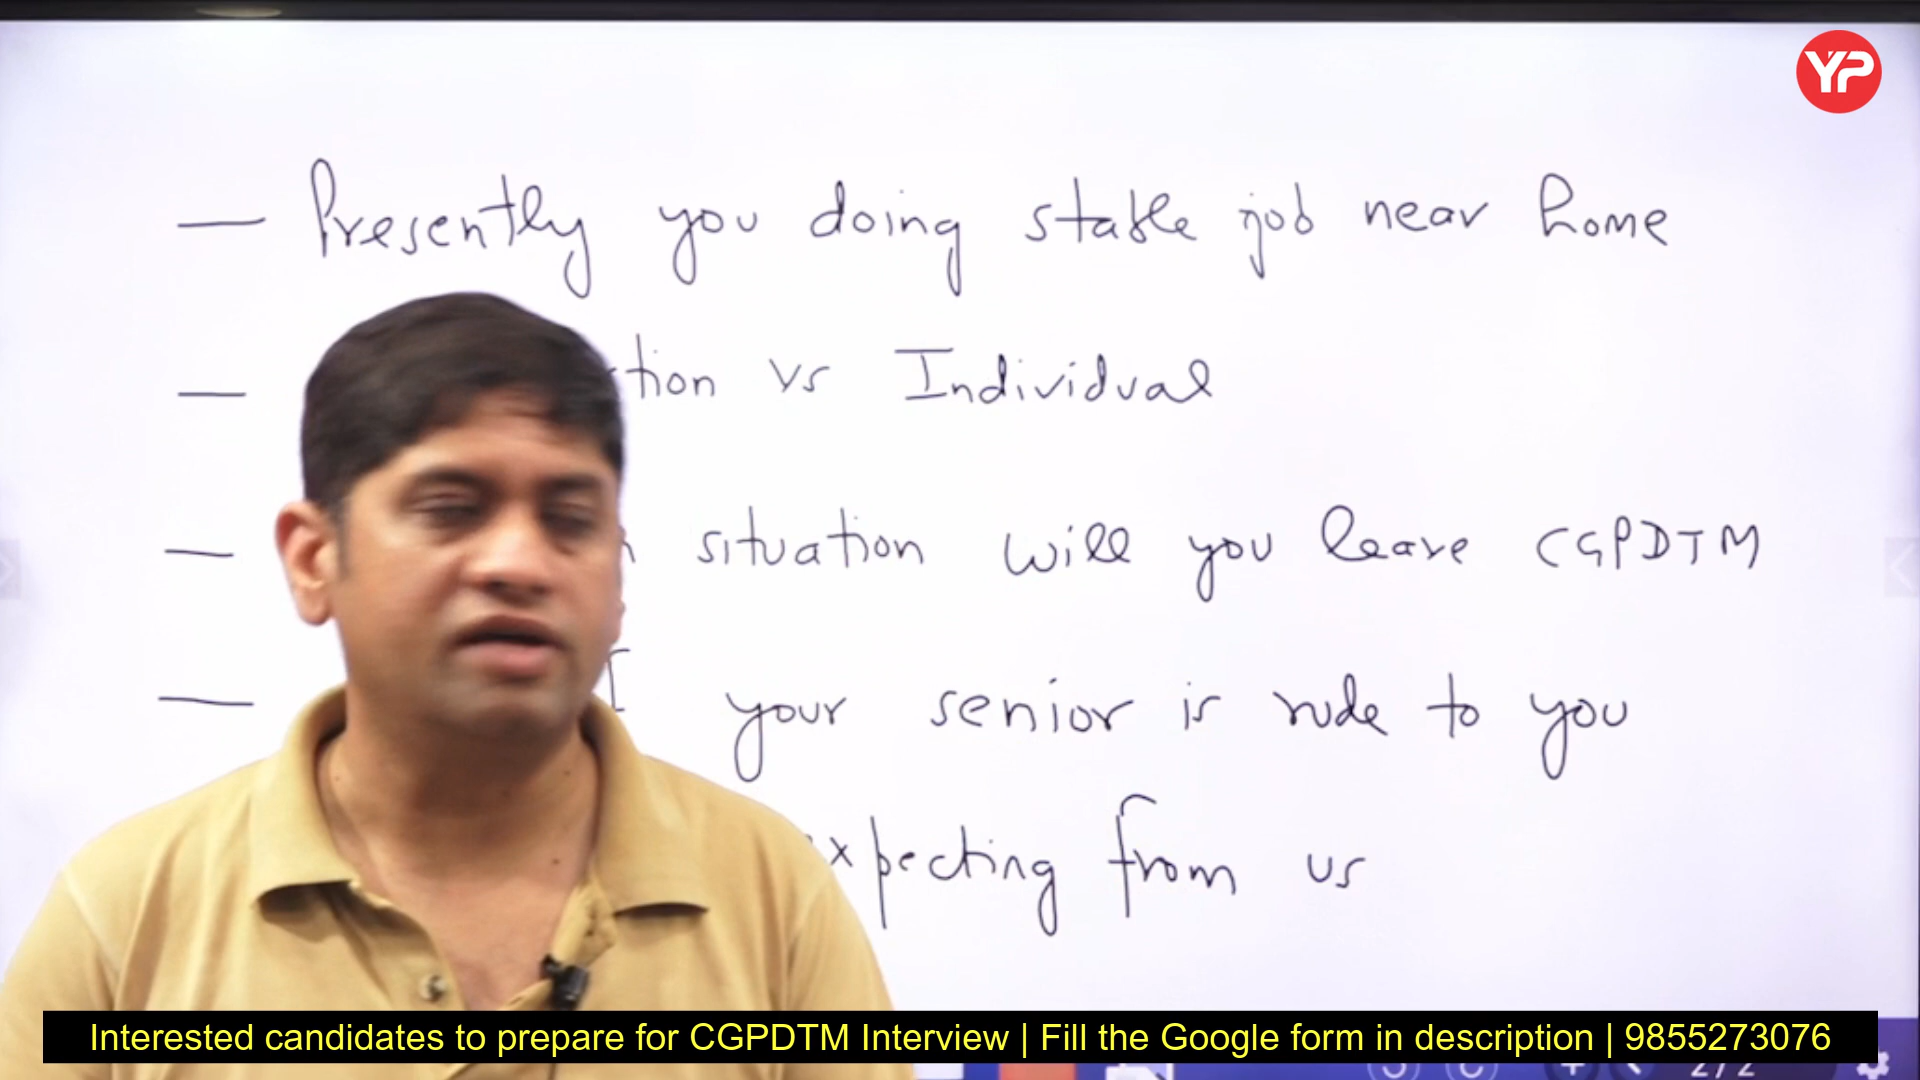 YP
— Presently you doing stable job near home
— tion vs Individual
— situation will you leave CGPDTM
— your senior is rude to you
xpecting from us
Interested candidates to prepare for CGPDTM Interview | Fill the Google form in description | 9855273076
2/2